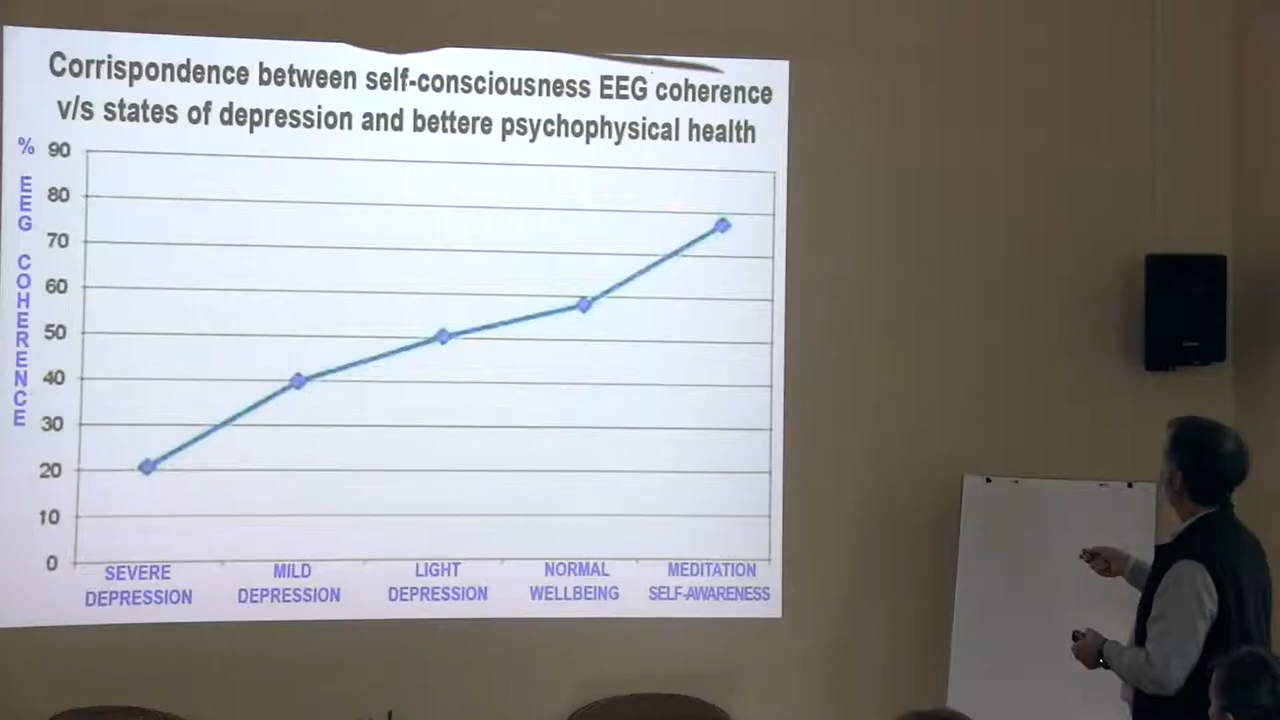 Corrispondence between self-consciousness EEG coherence
v/s states of depression and bettere psychophysical health
% EEG COHERENCE
90
80
70
60
50
40
30
20
10
0
SEVERE DEPRESSION
MILD DEPRESSION
LIGHT DEPRESSION
NORMAL WELLBEING
MEDITATION SELF-AWARENESS